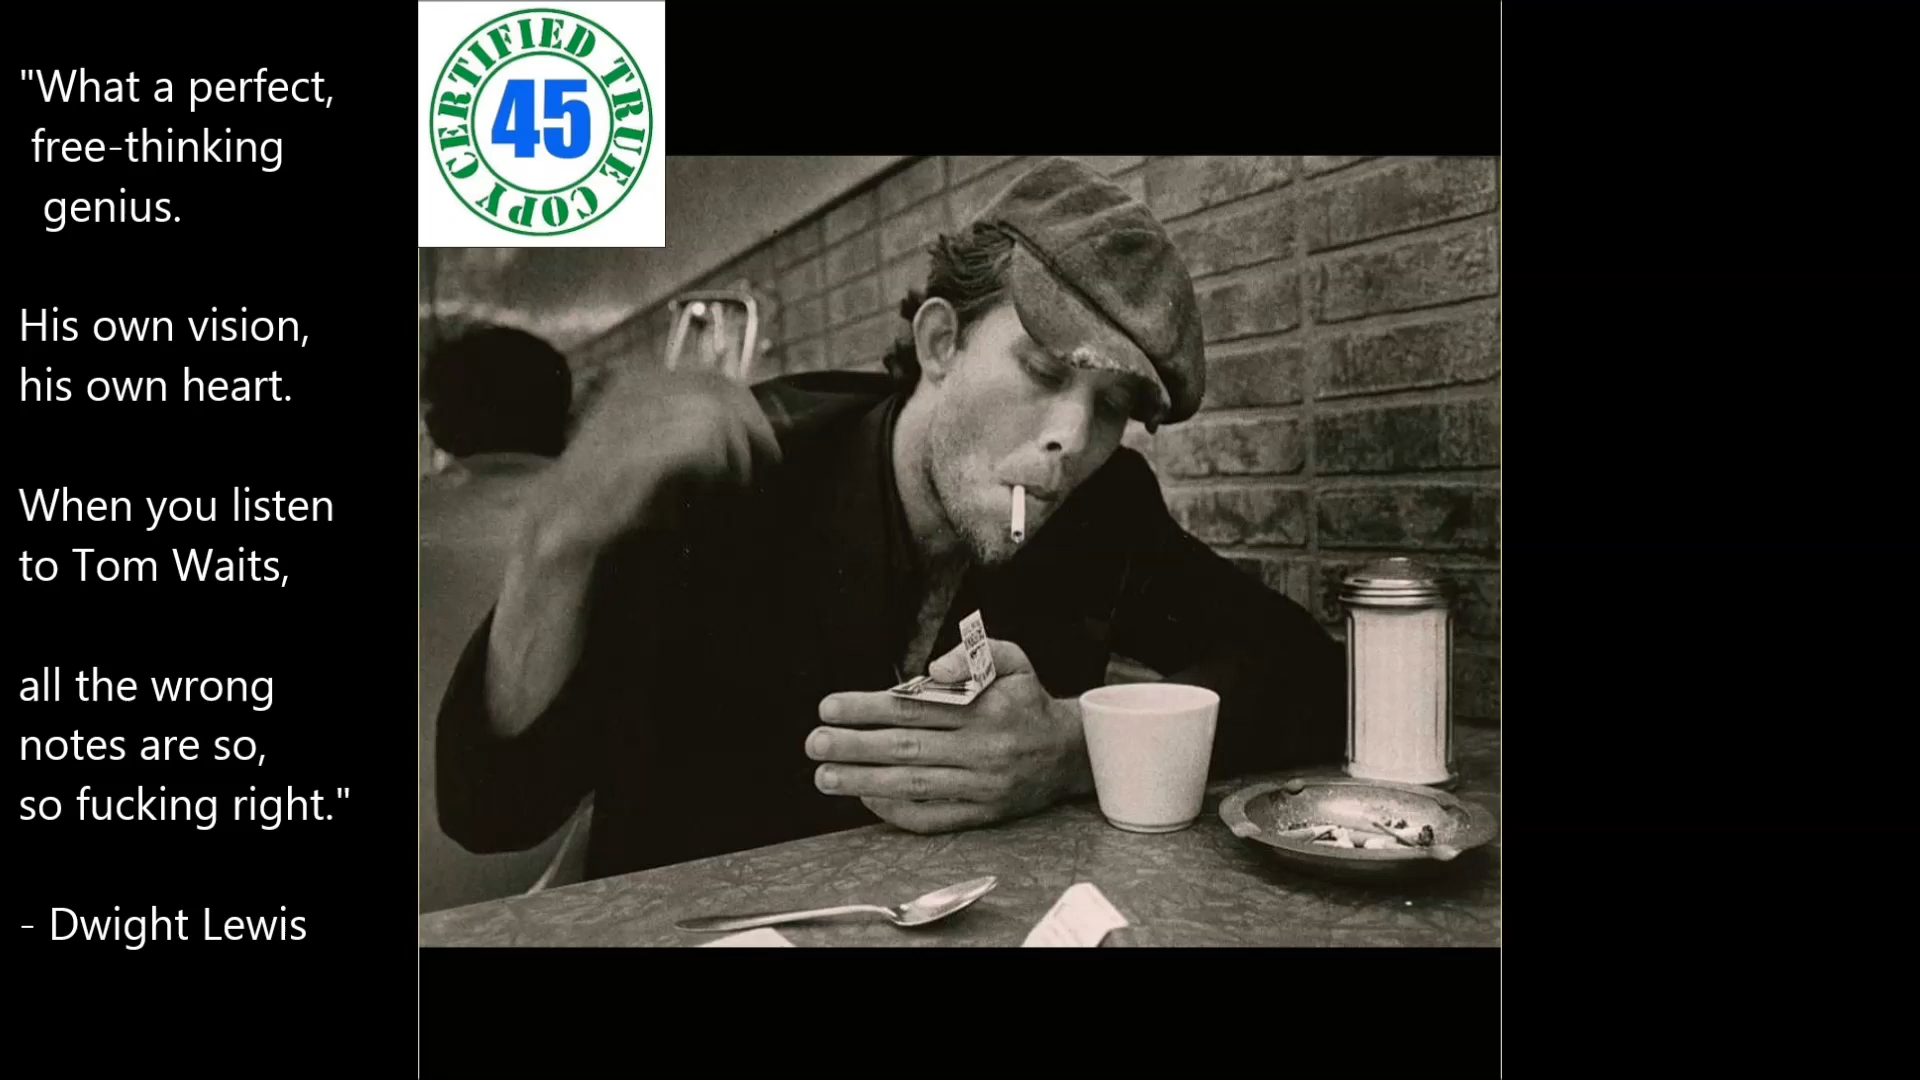 "What a perfect,
free-thinking
genius.
His own vision,
his own heart.
When you listen
to Tom Waits,
all the wrong
notes are so,
so fucking right."
- Dwight Lewis
CERTIFIED TRUE COPY
45